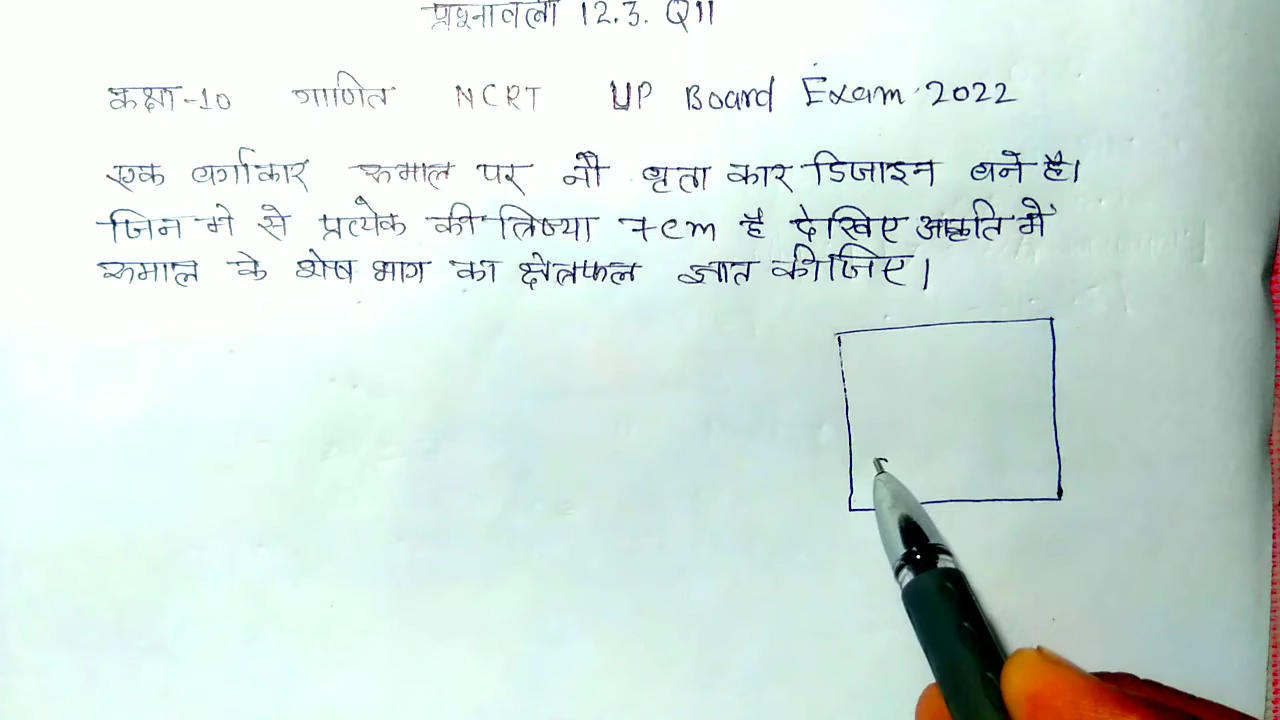 प्रश्नावली 12.3. Q11
कक्षा-10 गणित NCRT UP Board Exam 2022
एक वर्गाकार रूमाल पर नौ वृता कार डिजाइन बने है।
जिन मे से प्रत्येक की त्रिज्या 7cm है देखिए आकृति में
रूमाल के शेष भाग का क्षेत्रफल ज्ञात कीजिए।